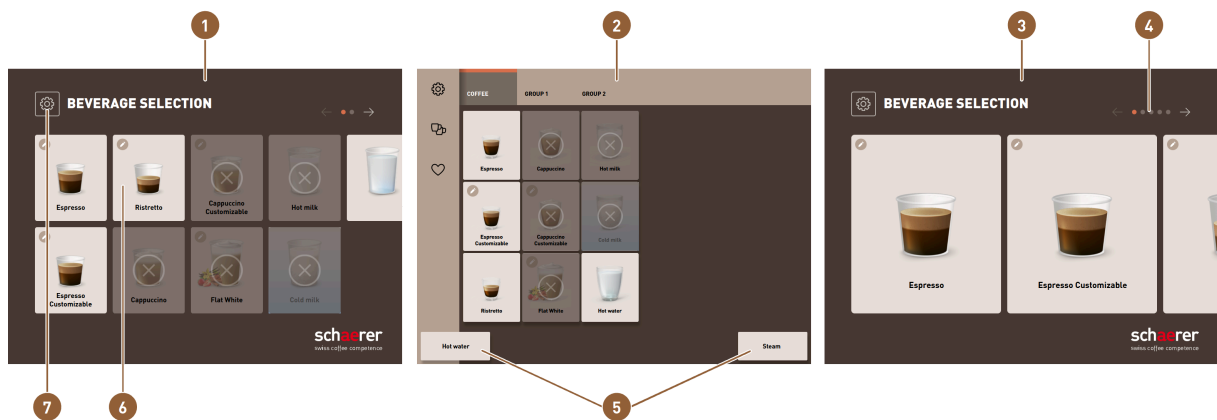 1
2
3
4
BEVERAGE SELECTION
Espresso
Ristretto
Cappuccino
Customizable
Hot milk
Espresso
Customizable
Cappuccino
Flat White
Cold milk
schaerer
swiss coffee competence
COFFEE
GROUP 1
GROUP 2
Espresso
Cappuccino
Hot milk
Espresso
Customizable
Cappuccino
Customizable
Cold milk
Ristretto
Flat White
Hot water
Hot water
Steam
BEVERAGE SELECTION
Espresso
Espresso Customizable
schaerer
swiss coffee competence
7
6
5